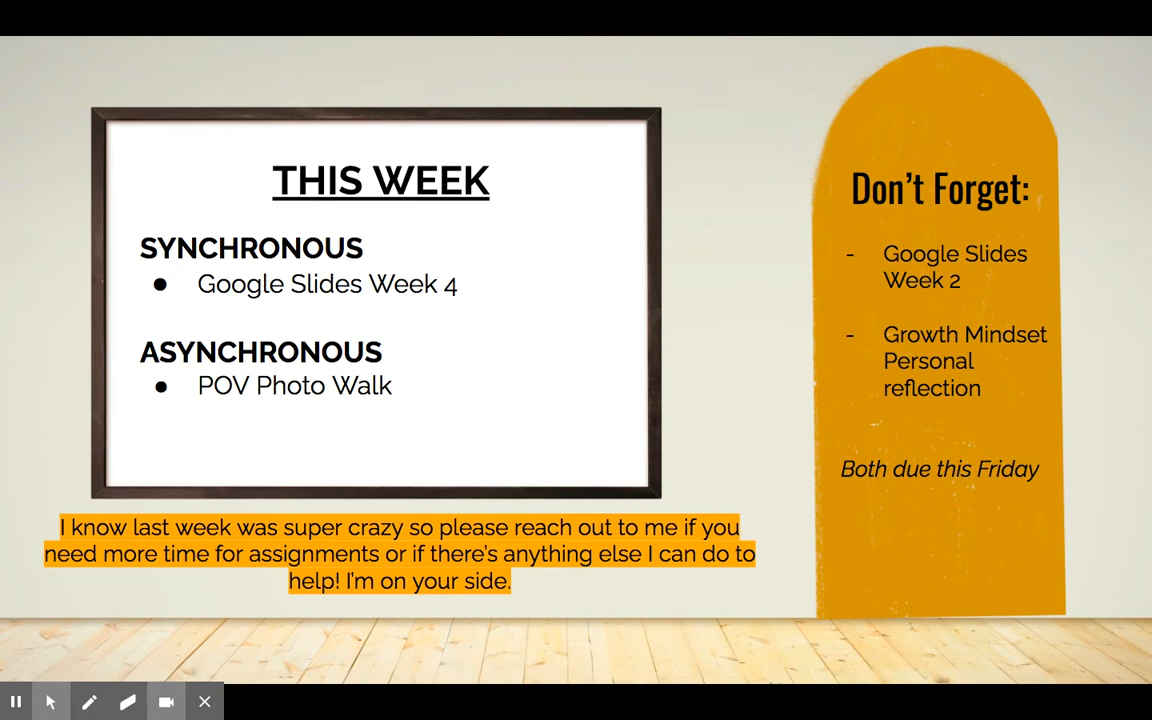 THIS WEEK
SYNCHRONOUS
● Google Slides Week 4
ASYNCHRONOUS
● POV Photo Walk
I know last week was super crazy so please reach out to me if you
need more time for assignments or if there's anything else I can do to
help! I'm on your side.
Don't Forget:
- Google Slides
Week 2
- Growth Mindset
Personal
reflection
Both due this Friday